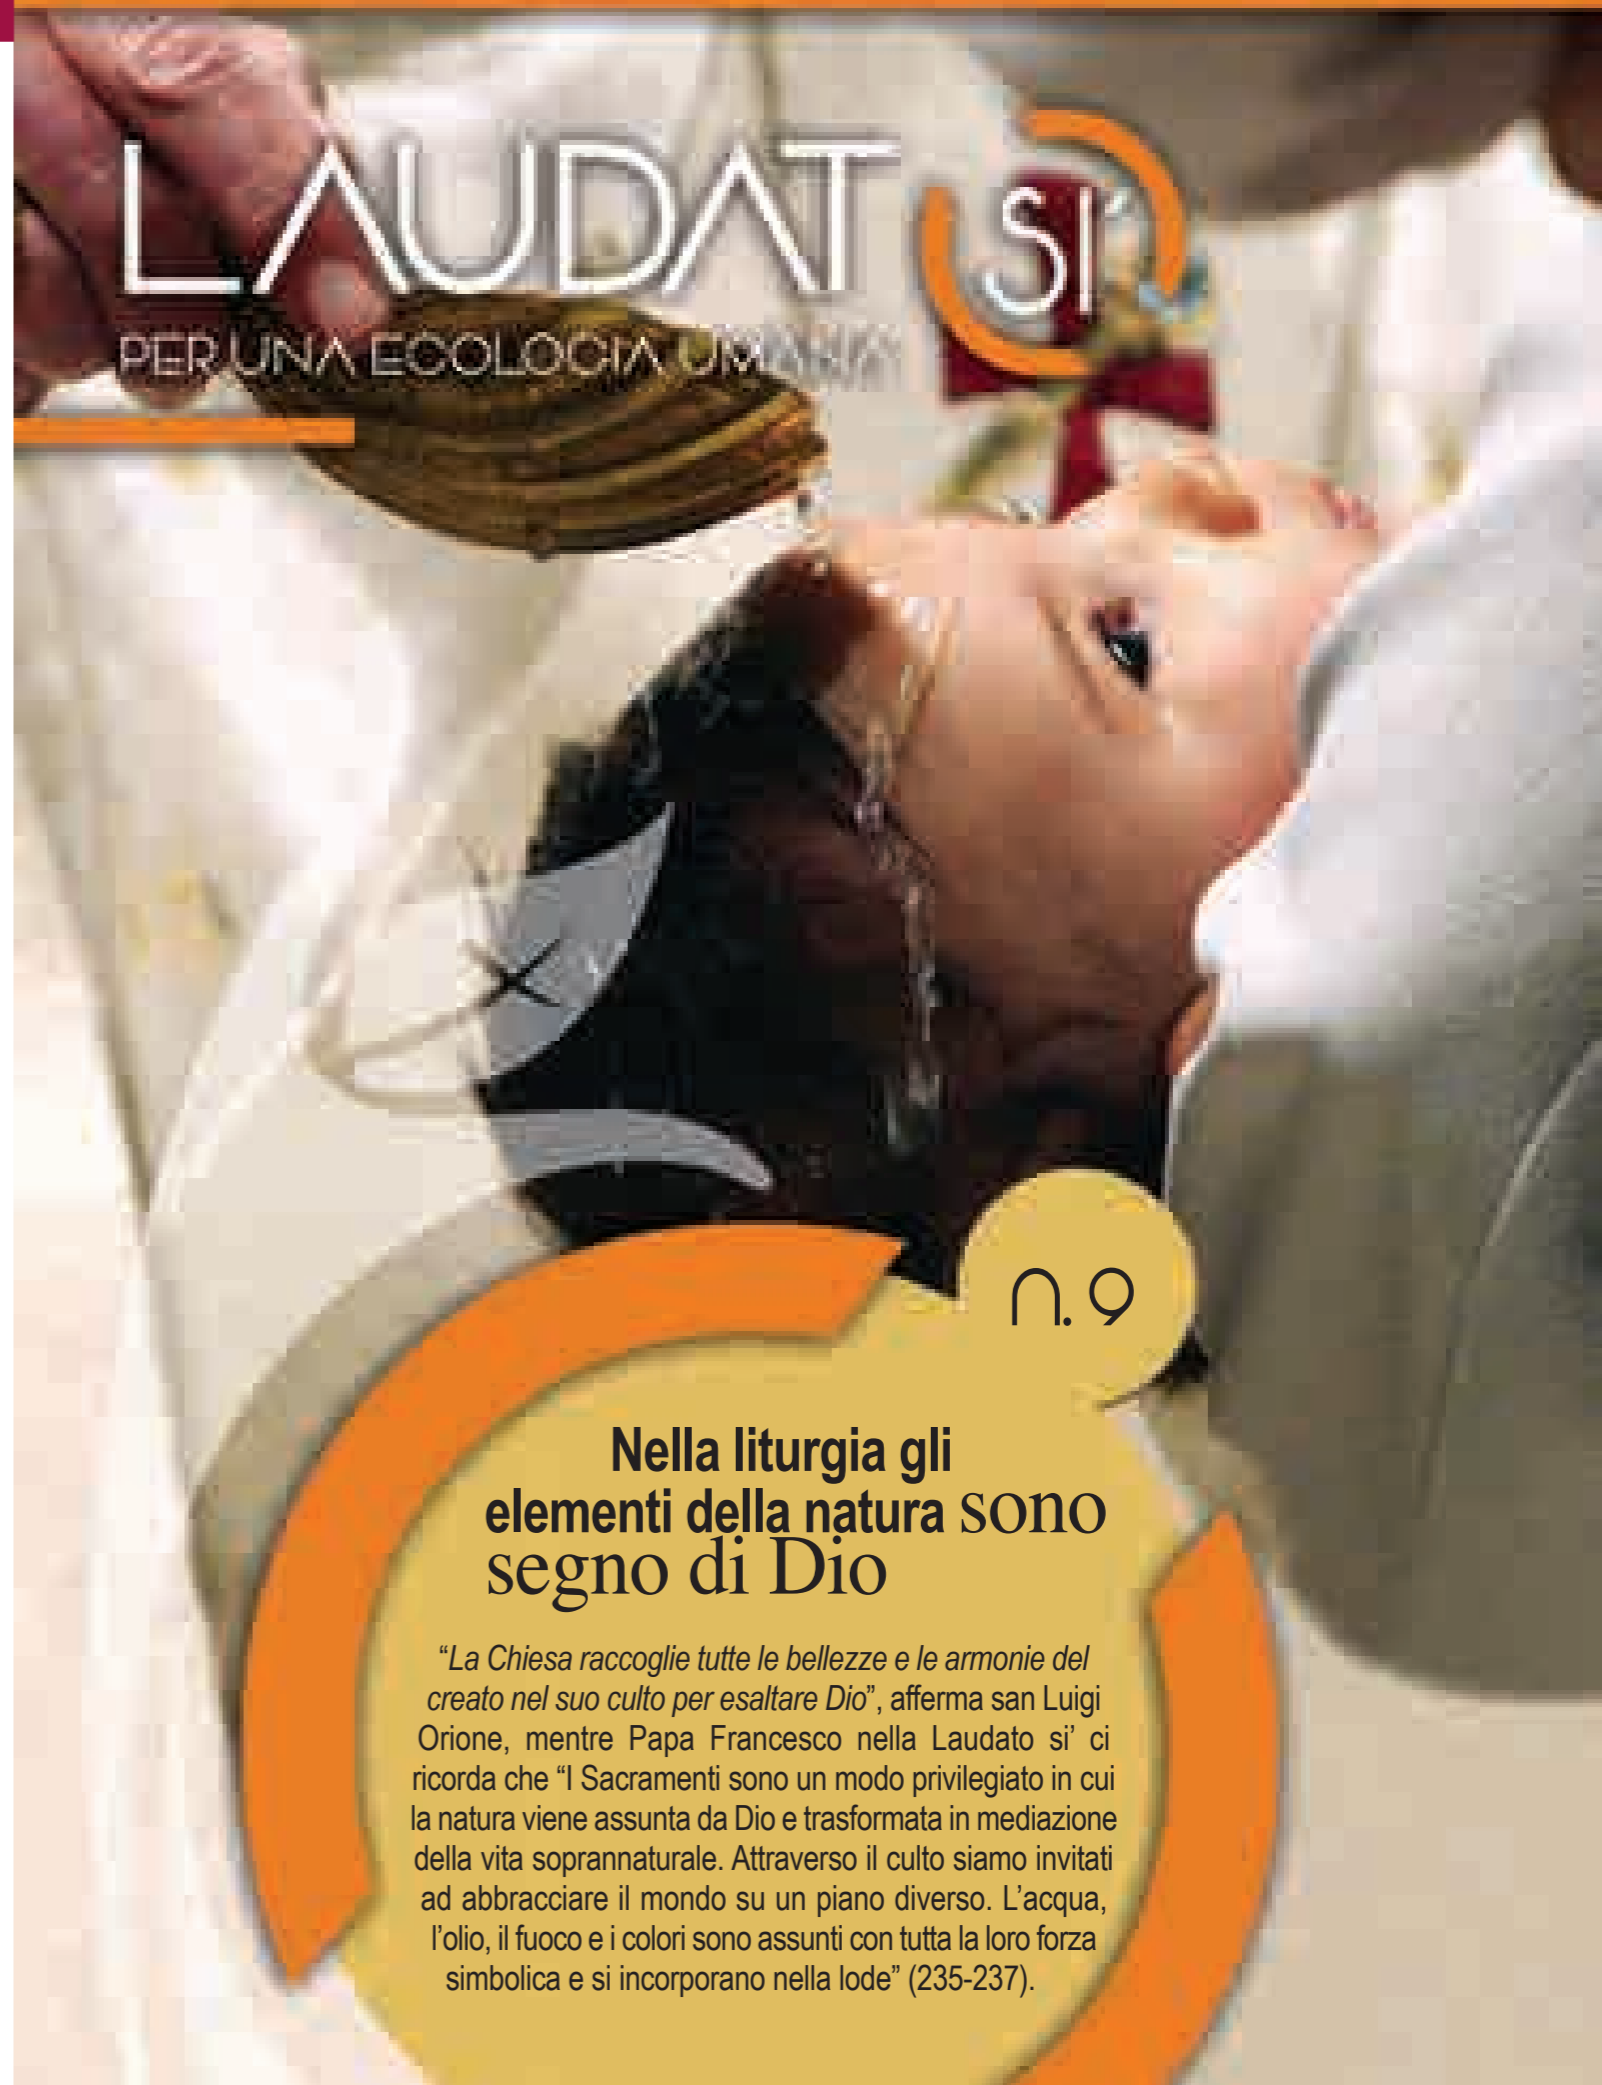 LAUDAT SI'
PER UNA ECOLOGIA UMANA
n. 9
Nella liturgia gli
elementi della natura sono
segno di Dio
“La Chiesa raccoglie tutte le bellezze e le armonie del
creato nel suo culto per esaltare Dio”, afferma san Luigi
Orione, mentre Papa Francesco nella Laudato si’ ci
ricorda che “I Sacramenti sono un modo privilegiato in cui
la natura viene assunta da Dio e trasformata in mediazione
della vita soprannaturale. Attraverso il culto siamo invitati
ad abbracciare il mondo su un piano diverso. L’acqua,
l’olio, il fuoco e i colori sono assunti con tutta la loro forza
simbolica e si incorporano nella lode” (235-237).